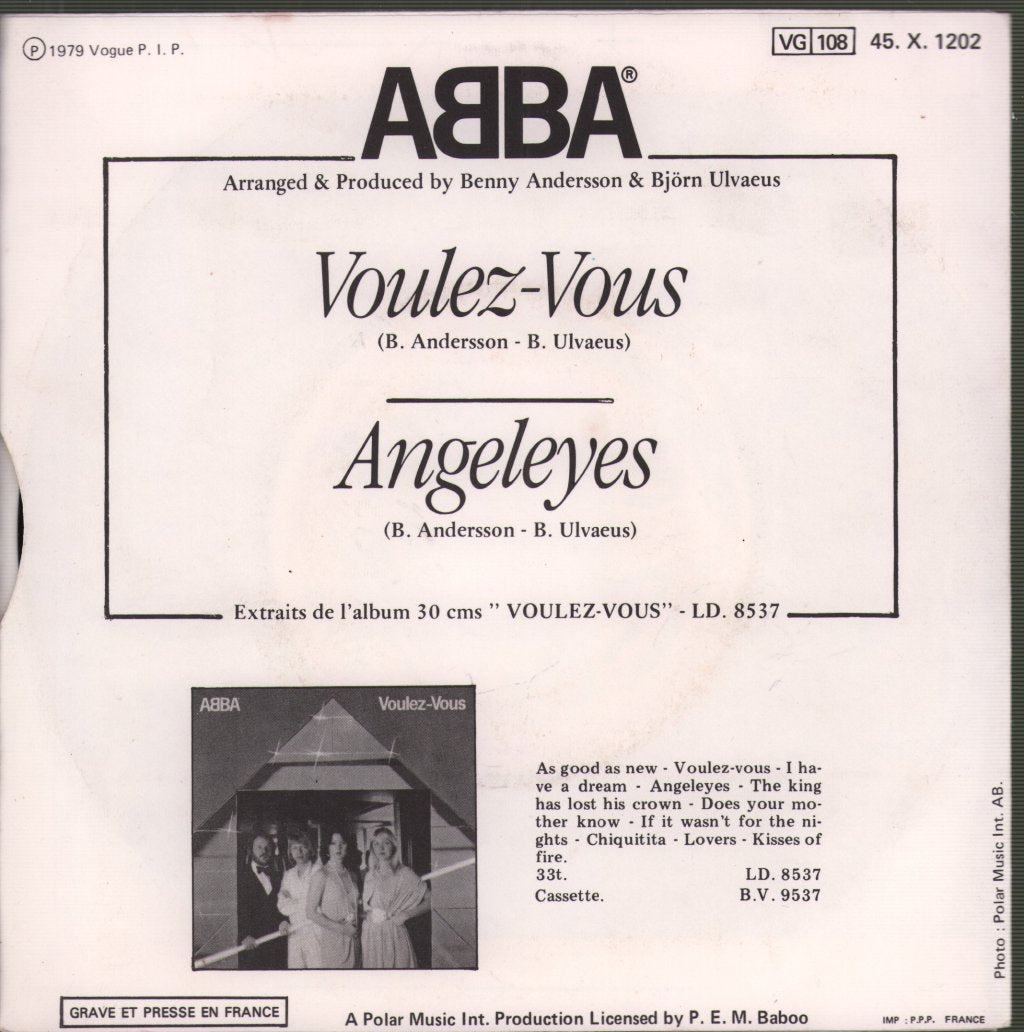 ℗ 1979 Vogue P. I. P.
VG 108 45. X. 1202
ABBA®
Arranged & Produced by Benny Andersson & Björn Ulvaeus
Voulez-Vous
(B. Andersson - B. Ulvaeus)
Angeleyes
(B. Andersson - B. Ulvaeus)
Extraits de l'album 30 cms " VOULEZ-VOUS" - LD. 8537
ABBA Voulez-Vous
As good as new - Voulez-vous - I ha-
ve a dream - Angeleyes - The king
has lost his crown - Does your mo-
ther know - If it wasn't for the ni-
ghts - Chiquitita - Lovers - Kisses of
fire.
33t. LD. 8537
Cassette. B.V. 9537
Photo : Polar Music Int. AB.
GRAVE ET PRESSE EN FRANCE
A Polar Music Int. Production Licensed by P. E. M. Baboo
IMP : P.P.P. FRANCE